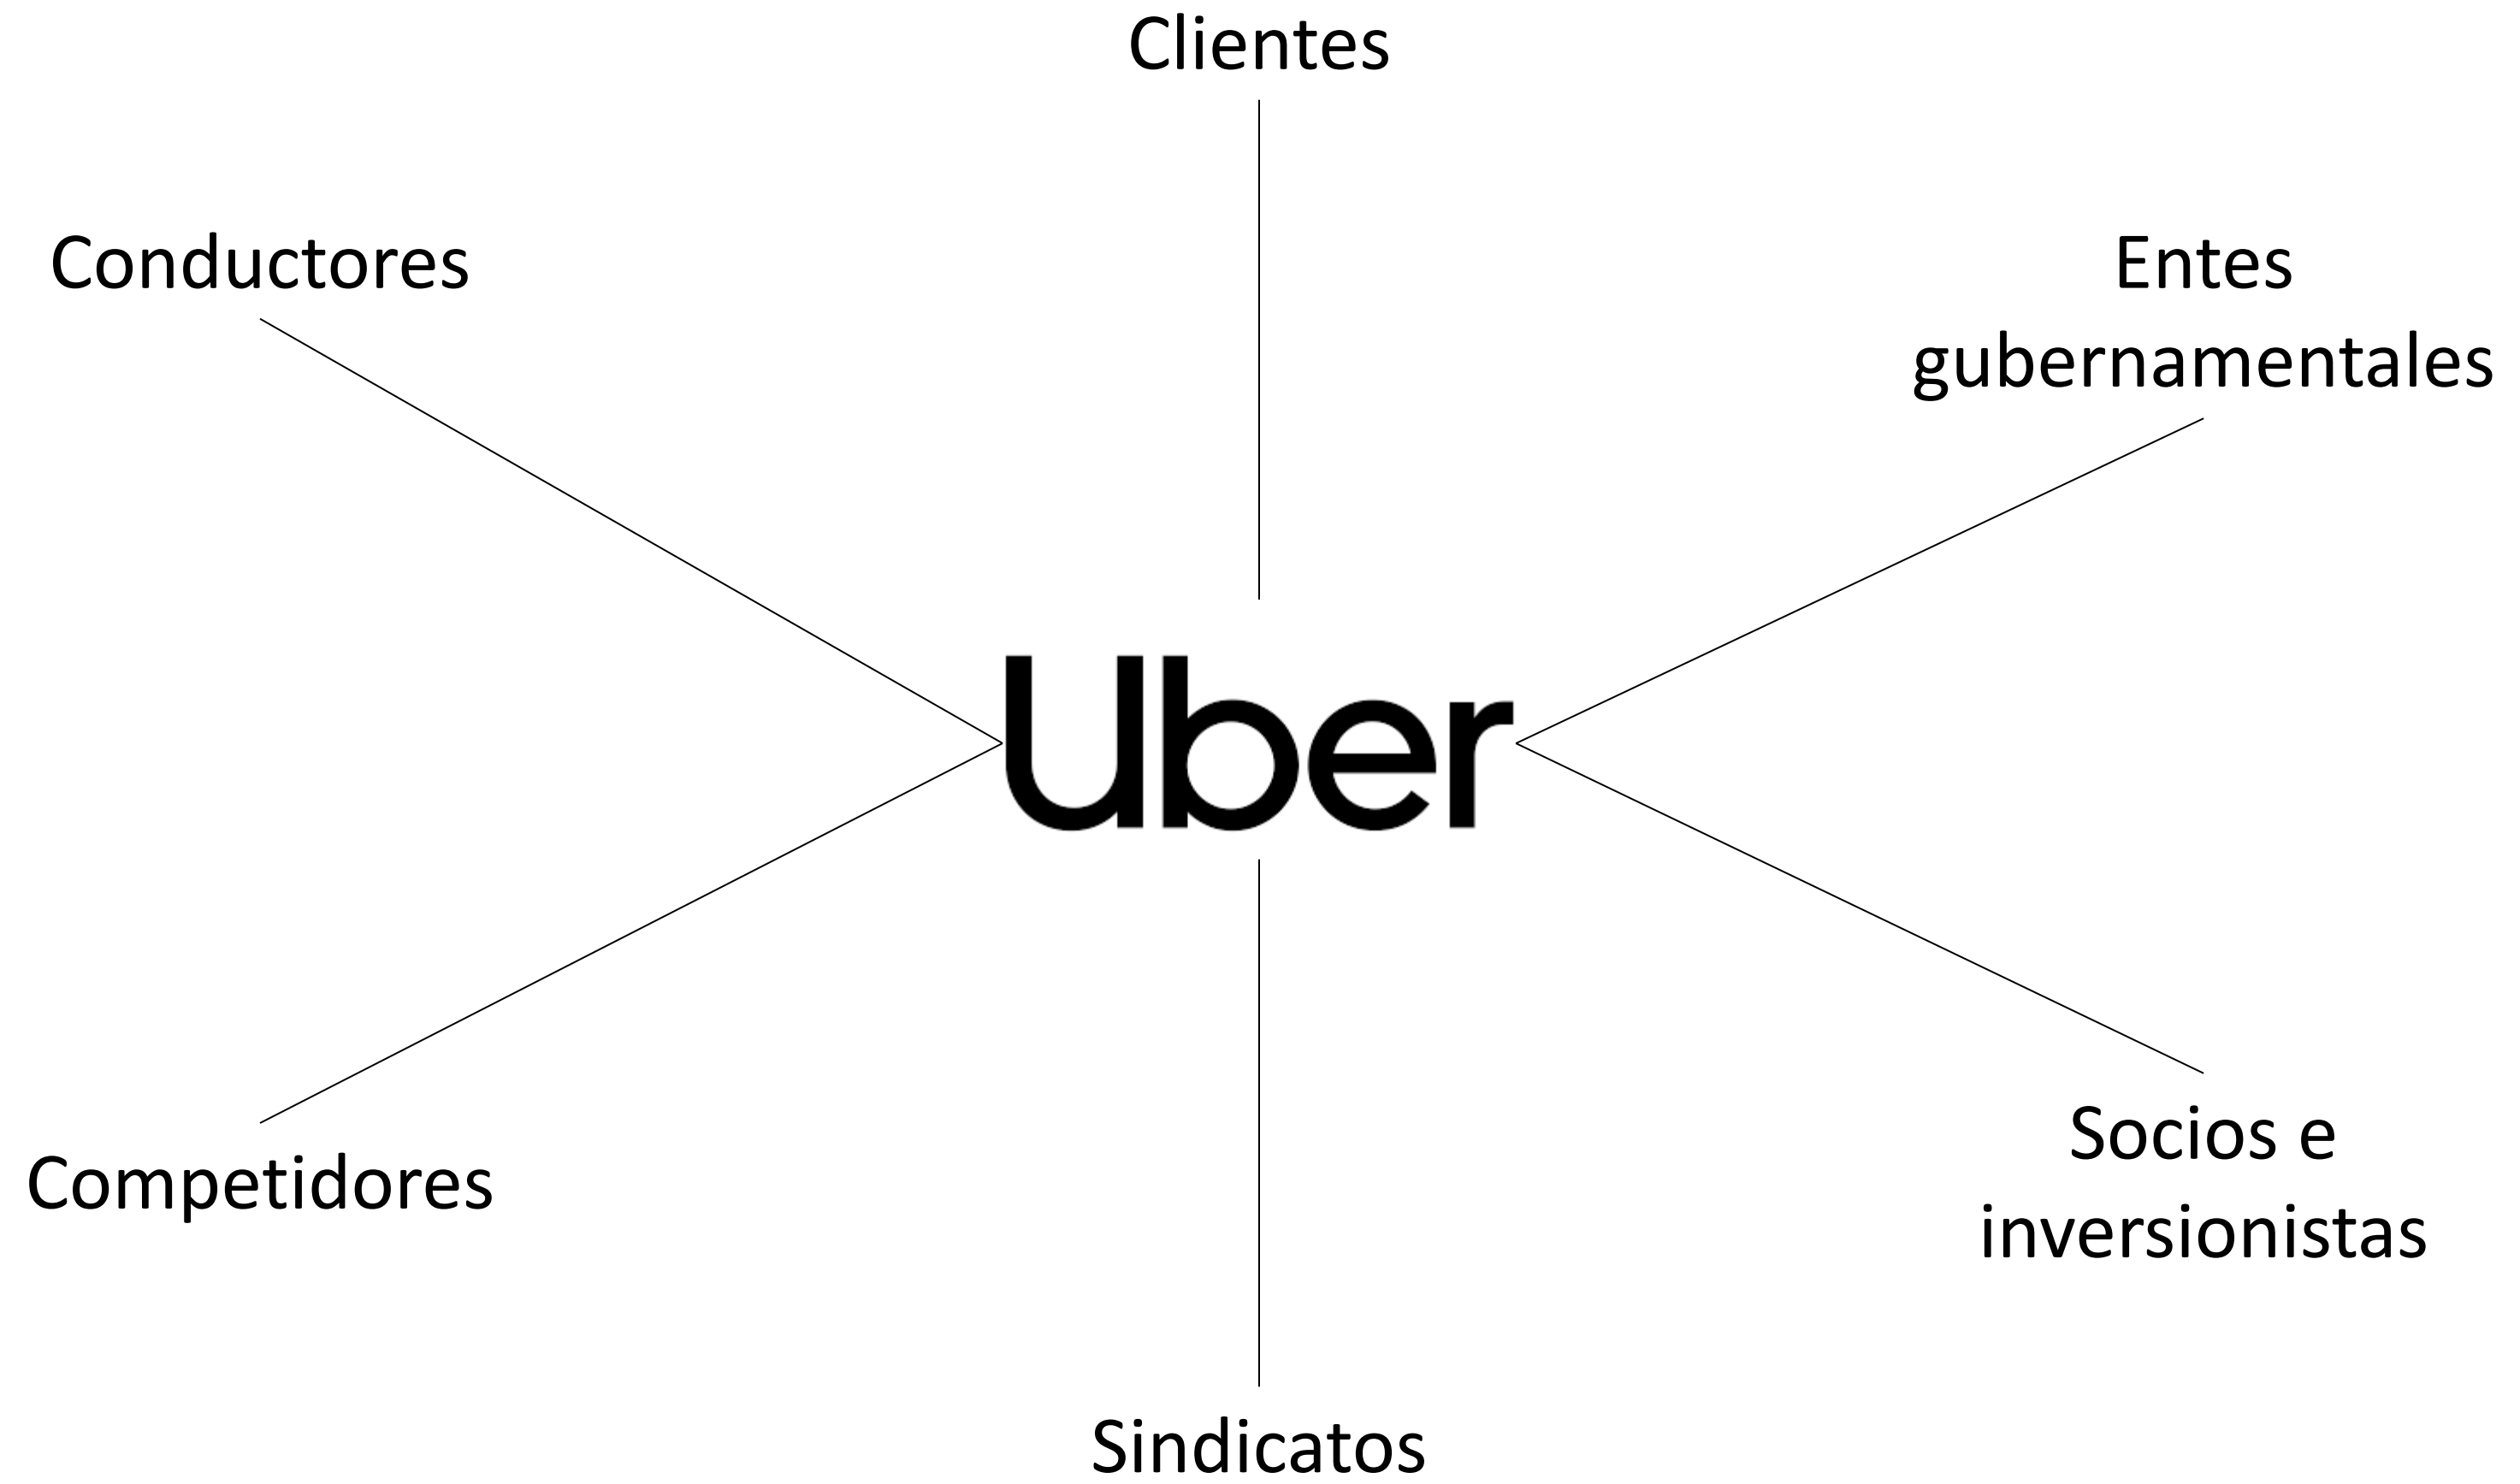 Clientes
Conductores
Entes
gubernamentales
Uber
Competidores
Socios e
inversionistas
Sindicatos